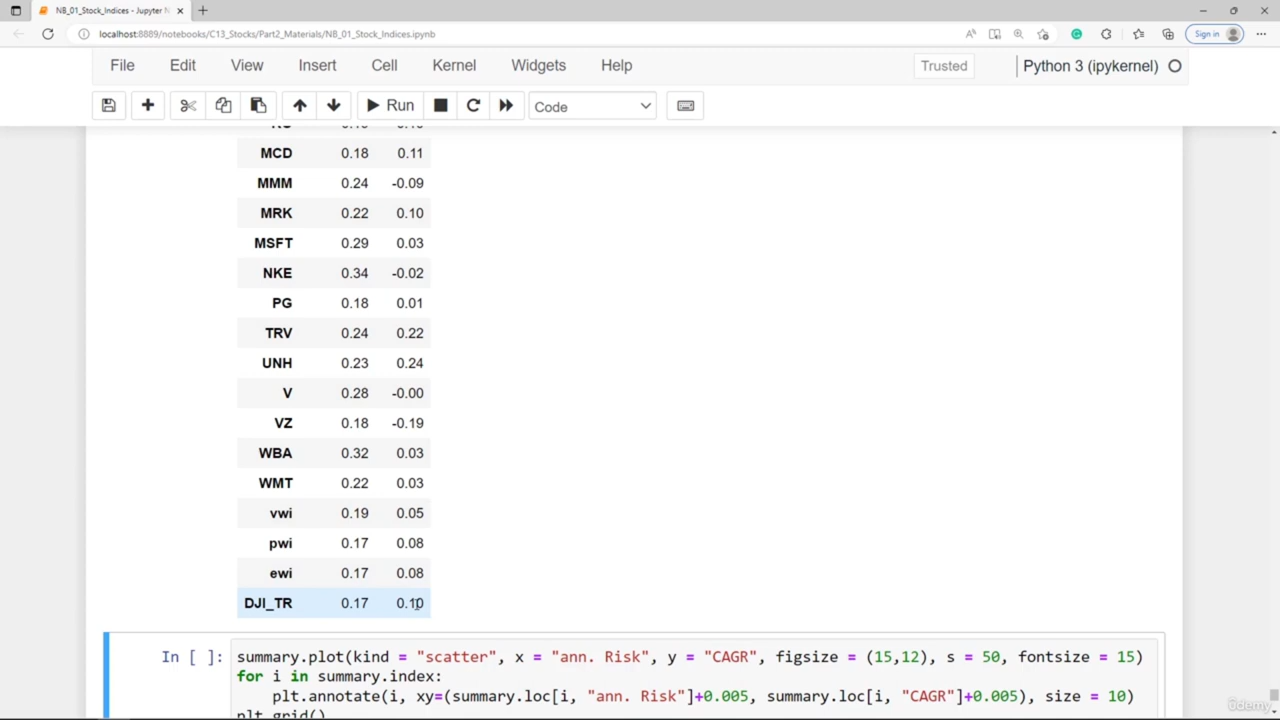 NB_01_Stock_Indices - Jupyter N
localhost:8889/notebooks/C13_Stocks/Part2_Materials/NB_01_Stock_Indices.ipynb
Sign in
File Edit View Insert Cell Kernel Widgets Help
Trusted
Python 3 (ipykernel)
Run
Code
MCD 0.18 0.11
MMM 0.24 -0.09
MRK 0.22 0.10
MSFT 0.29 0.03
NKE 0.34 -0.02
PG 0.18 0.01
TRV 0.24 0.22
UNH 0.23 0.24
V 0.28 -0.00
VZ 0.18 -0.19
WBA 0.32 0.03
WMT 0.22 0.03
vwi 0.19 0.05
pwi 0.17 0.08
ewi 0.17 0.08
DJI_TR 0.17 0.10
In [ ]: summary.plot(kind = "scatter", x = "ann. Risk", y = "CAGR", figsize = (15,12), s = 50, fontsize = 15)
for i in summary.index:
plt.annotate(i, xy=(summary.loc[i, "ann. Risk"]+0.005, summary.loc[i, "CAGR"]+0.005), size = 10)
plt.grid()
ûdemy